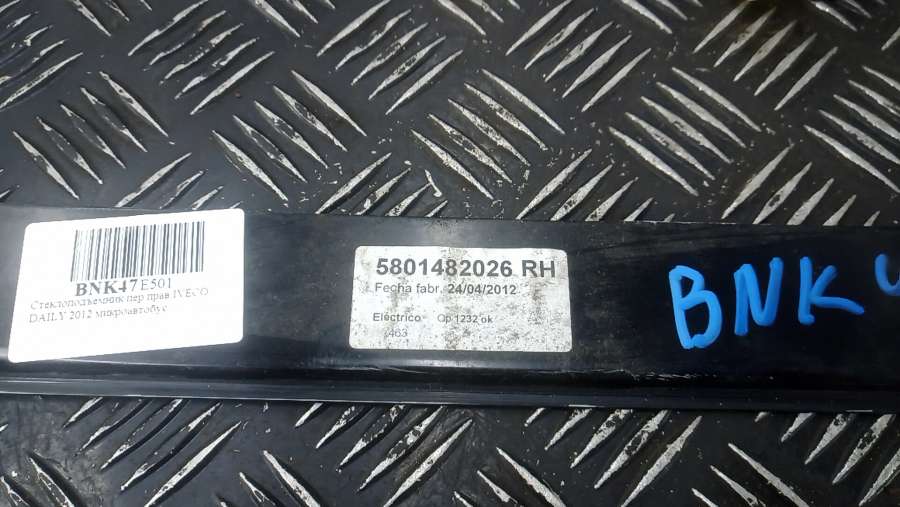 BNK47E501
Стеклоподъемник пер прав IVECO
DAILY 2012 микроавтобус
5801482026 RH
Fecha fabr. 24/04/2012
Eléctrico Op 1232 ok
BNK